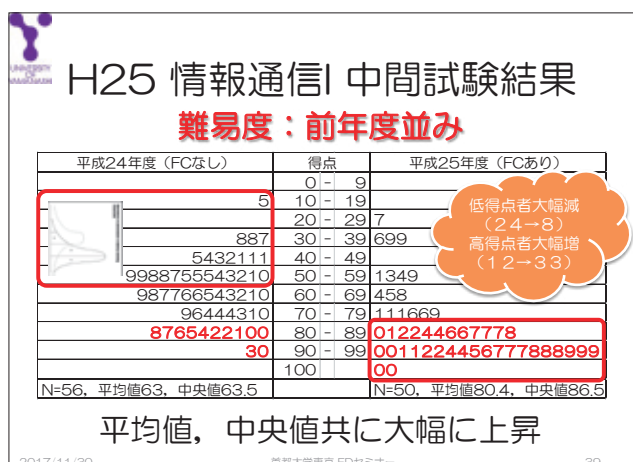 H25 情報通信I 中間試験結果
難易度：前年度並み
平成24年度（FCなし） 得点 平成25年度（FCあり）
0 - 9
5 10 - 19
20 - 29 7
887 30 - 39 699
5432111 40 - 49
9988755543210 50 - 59 1349
987766543210 60 - 69 458
96444310 70 - 79 111669
8765422100 80 - 89 012244667778
30 90 - 99 0011224456777888999
100 00
N=56，平均値63，中央値63.5 N=50，平均値80.4，中央値86.5
低得点者大幅減
（24→8）
高得点者大幅増
（12→33）
平均値，中央値共に大幅に上昇